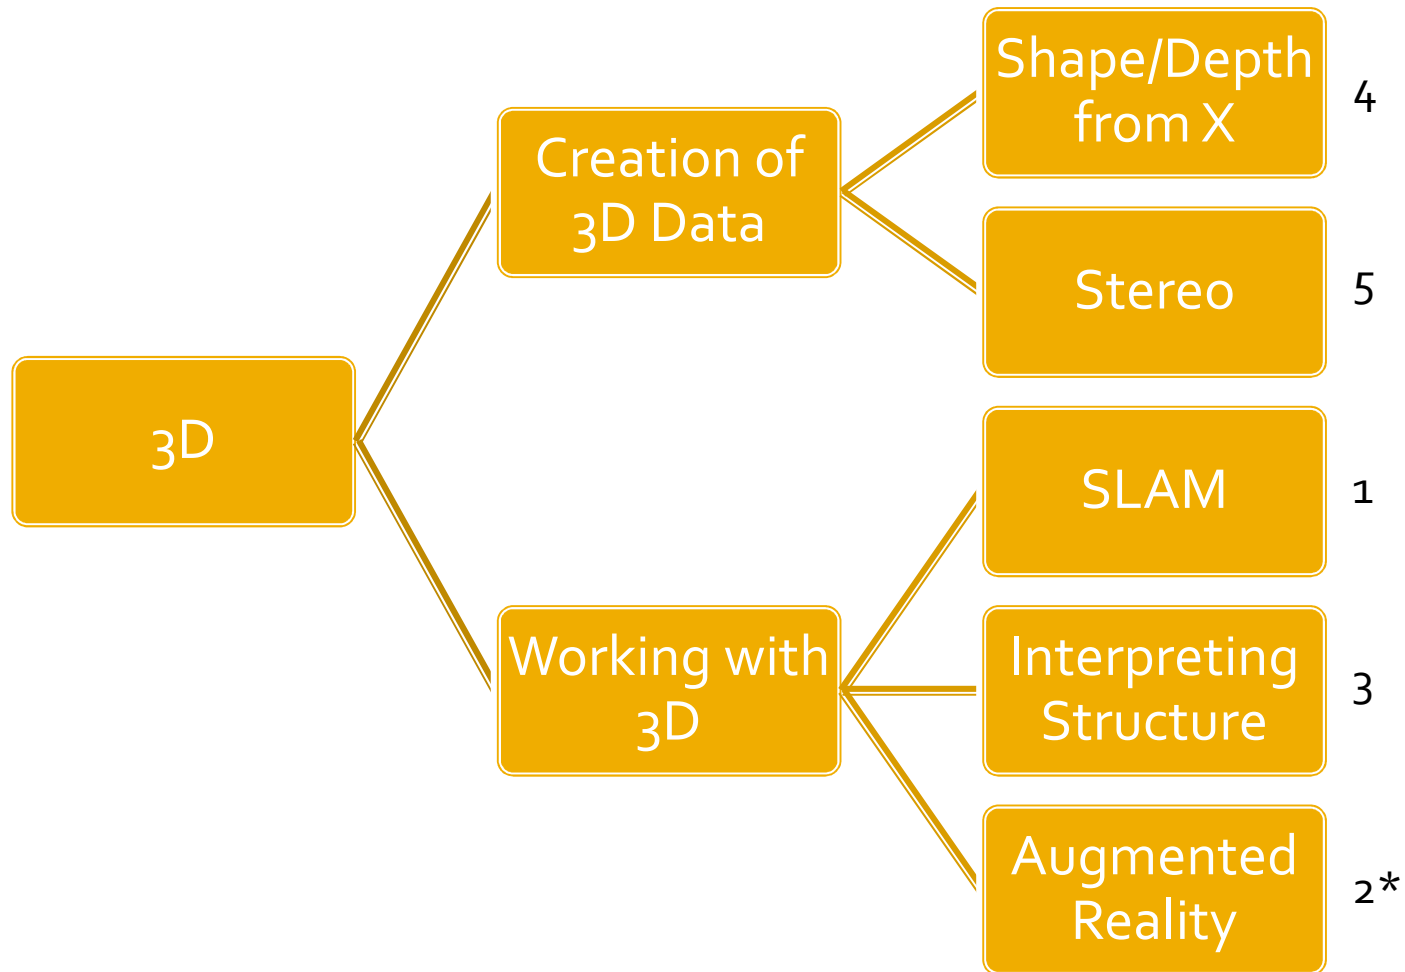 3D
Creation of
3D Data
Working with
3D
Shape/Depth
from X
4
Stereo
5
SLAM
1
Interpreting
Structure
3
Augmented
Reality
2*